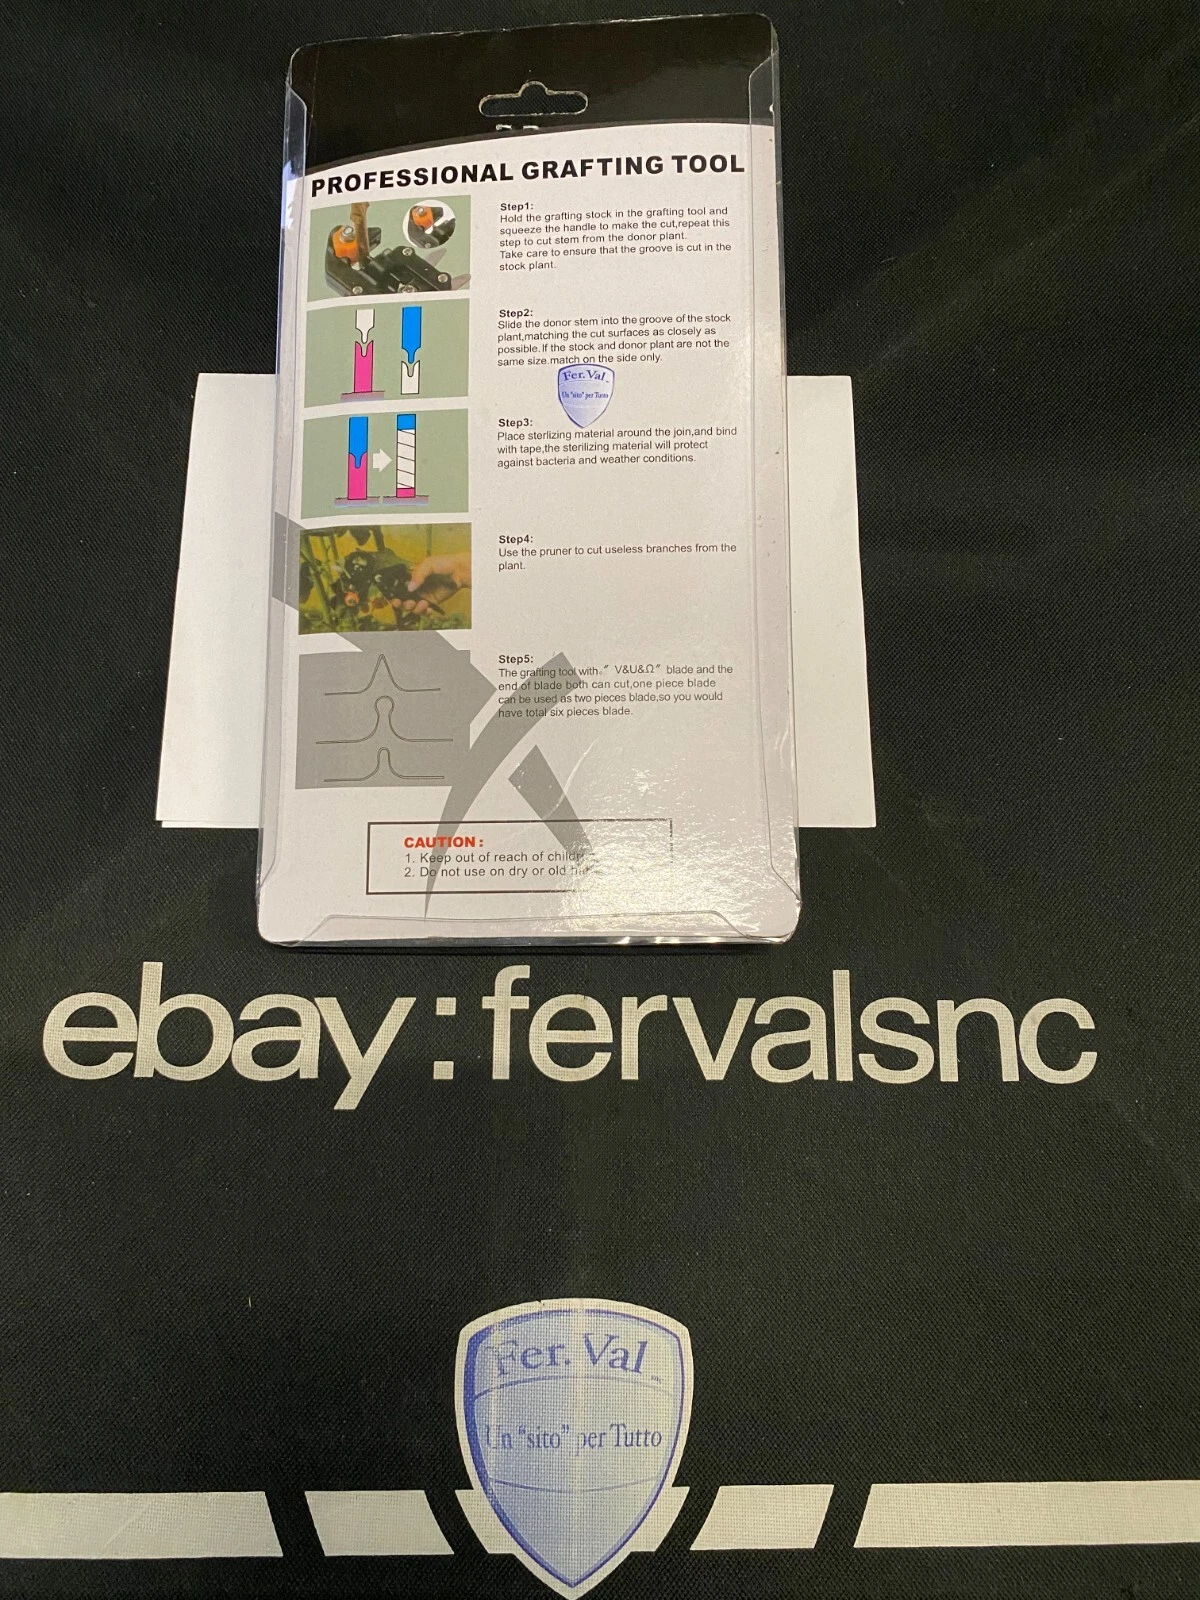 PROFESSIONAL GRAFTING TOOL
Step1:
Hold the grafting stock in the grafting tool and
squeeze the handle to make the cut,repeat this
step to cut stem from the donor plant.
Take care to ensure that the groove is cut in the
stock plant.
Step2:
Slide the donor stem into the groove of the stock
plant,matching the cut surfaces as closely as
possible.If the stock and donor plant are not the
same size.match on the side only.
Fer.Val.
Un "sito" per Tutto
Step3:
Place sterlizing material around the join,and bind
with tape,the sterilizing material will protect
against bacteria and weather conditions.
Step4:
Use the pruner to cut useless branches from the
plant.
Step5:
The grafting tool with "V&U&Ω" blade and the
end of blade both can cut,one piece blade
can be used as two pieces blade,so you would
have total six pieces blade.
CAUTION:
1. Keep out of reach of
2. Do not use on dry or old
ebay:fervalsnc
Fer. Val
Un "sito" per Tutto